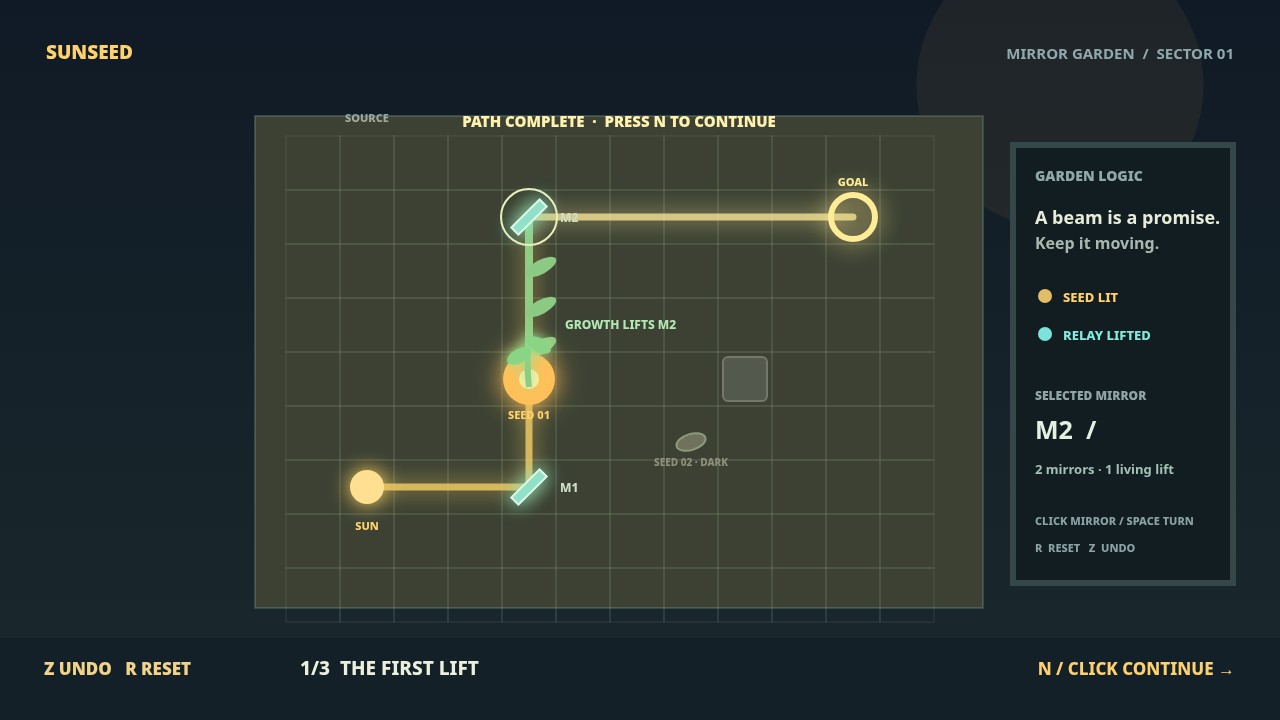 SUNSEED
MIRROR GARDEN / SECTOR 01
SOURCE
PATH COMPLETE · PRESS N TO CONTINUE
GOAL
M2
GROWTH LIFTS M2
SEED 01
SEED 02 · DARK
M1
SUN
GARDEN LOGIC
A beam is a promise.
Keep it moving.
SEED LIT
RELAY LIFTED
SELECTED MIRROR
M2 /
2 mirrors · 1 living lift
CLICK MIRROR / SPACE TURN
R RESET Z UNDO
Z UNDO R RESET
1/3 THE FIRST LIFT
N / CLICK CONTINUE →